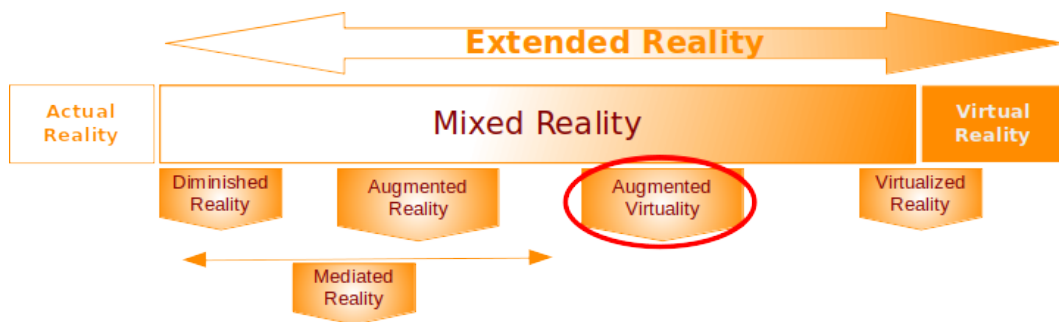 Extended Reality
Actual
Reality
Mixed Reality
Virtual
Reality
Diminished
Reality
Augmented
Reality
Augmented
Virtuality
Virtualized
Reality
Mediated
Reality